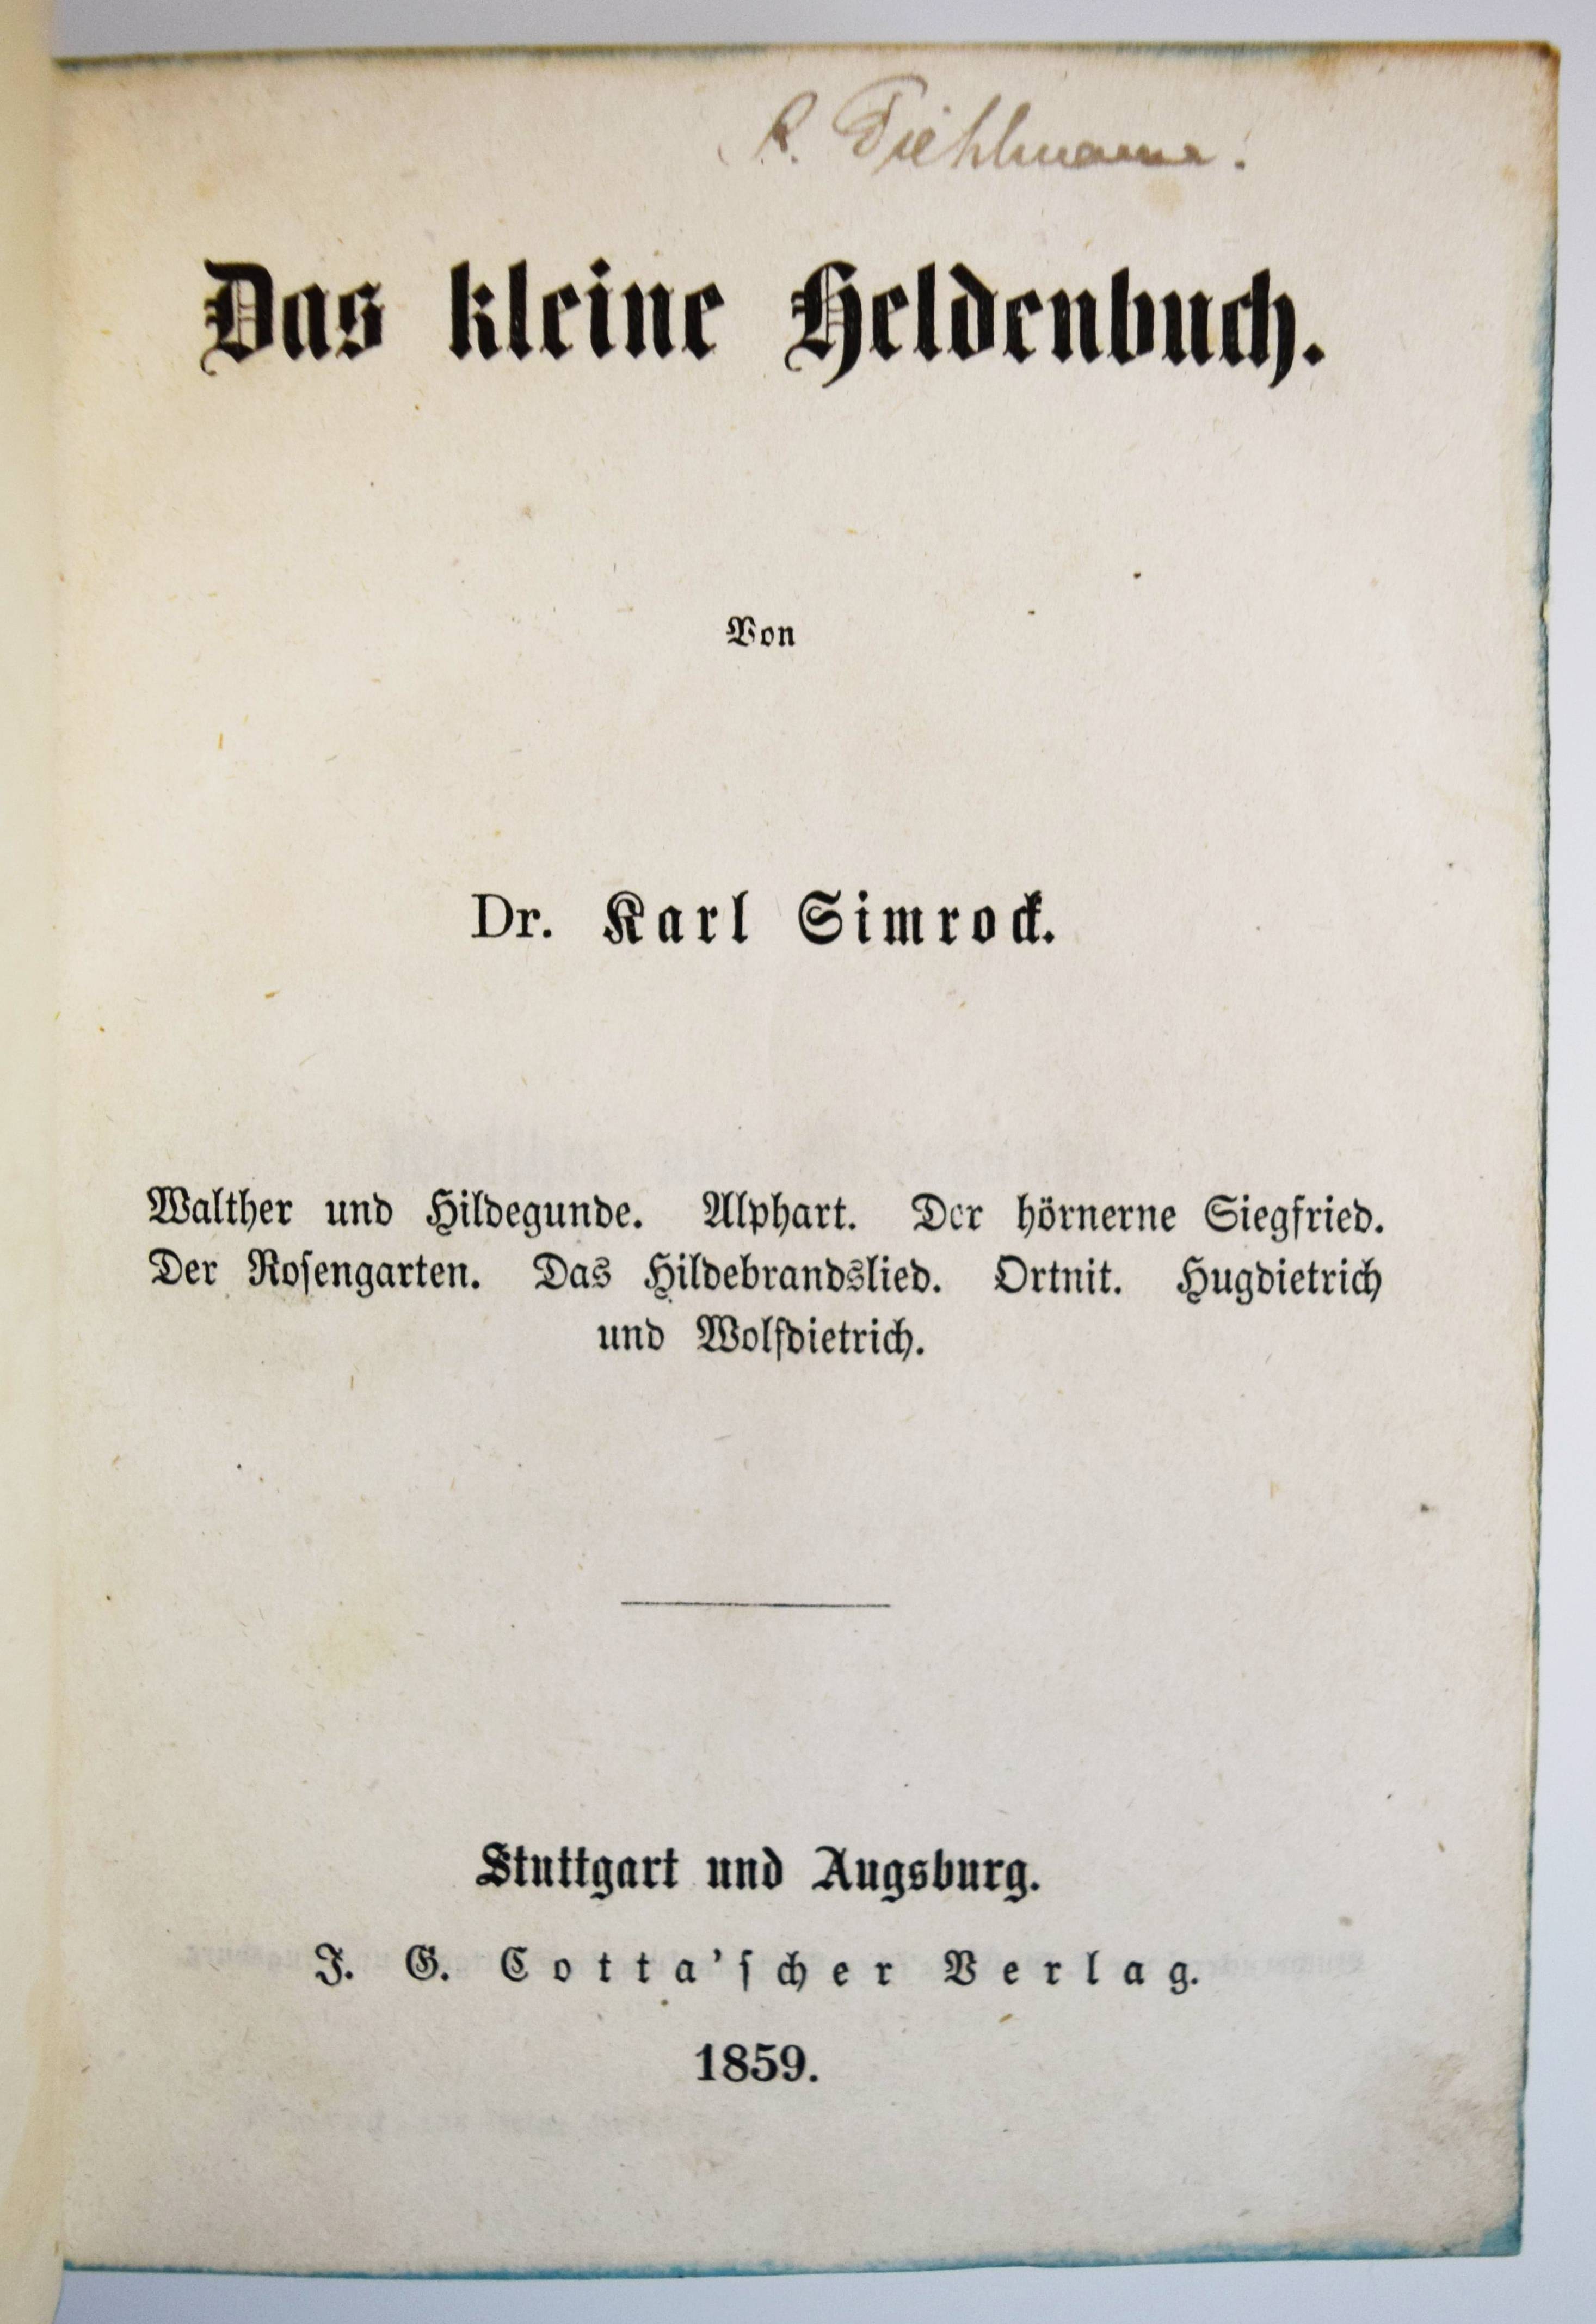 Das kleine Heldenbuch.
Von
Dr. Karl Simrock.
Walther und Hildegunde. Alphart. Der hörnerne Siegfried.
Der Roſengarten. Das Hildebrandslied. Ortnit. Hugdietrich
und Wolfdietrich.
Stuttgart und Augsburg.
J. G. Cotta'ſcher Verlag.
1859.